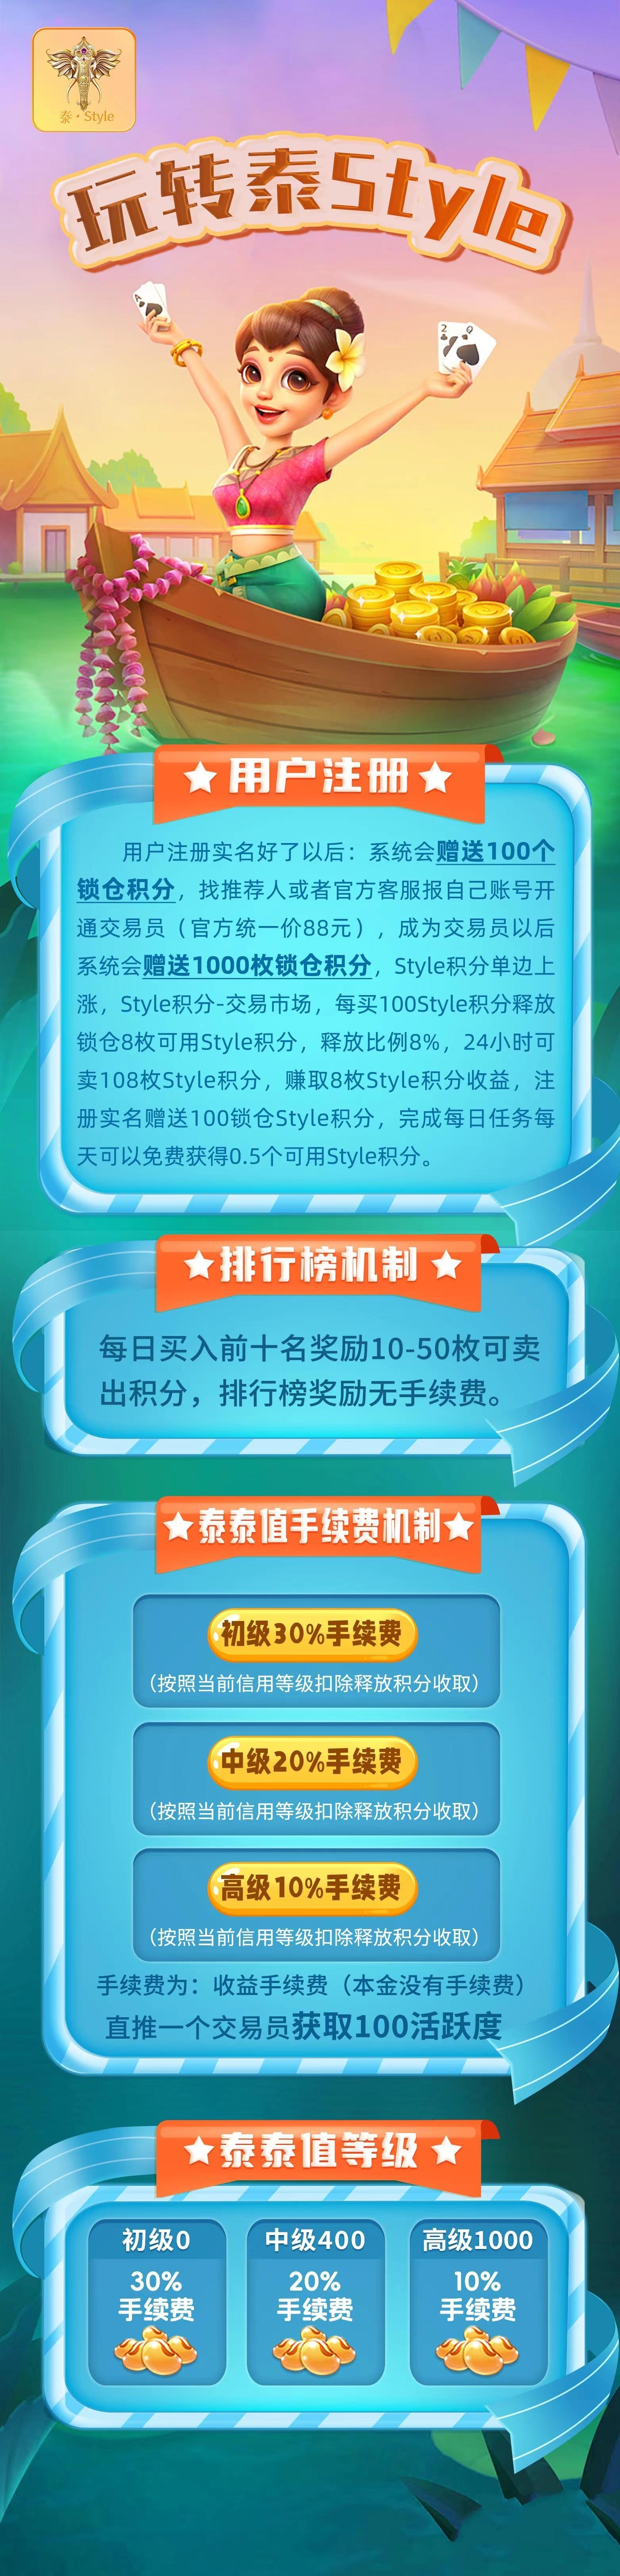 泰·Style
玩转泰Style
A
2 Q
用户注册
用户注册实名好了以后：系统会赠送100个
锁仓积分，找推荐人或者官方客服报自己账号开
通交易员（官方统一价88元），成为交易员以后
系统会赠送1000枚锁仓积分，Style积分单边上
涨，Style积分-交易市场，每买100Style积分释放
锁仓8枚可用Style积分，释放比例8%，24小时可
卖108枚Style积分，赚取8枚Style积分收益，注
册实名赠送100锁仓Style积分，完成每日任务每
天可以免费获得0.5个可用Style积分。
排行榜机制
每日买入前十名奖励10-50枚可卖
出积分，排行榜奖励无手续费。
泰泰值手续费机制
初级30%手续费
（按照当前信用等级扣除释放积分收取）
中级20%手续费
（按照当前信用等级扣除释放积分收取）
高级10%手续费
（按照当前信用等级扣除释放积分收取）
手续费为：收益手续费（本金没有手续费）
直推一个交易员获取100活跃度
泰泰值等级
初级0
30%
手续费
中级400
20%
手续费
高级1000
10%
手续费